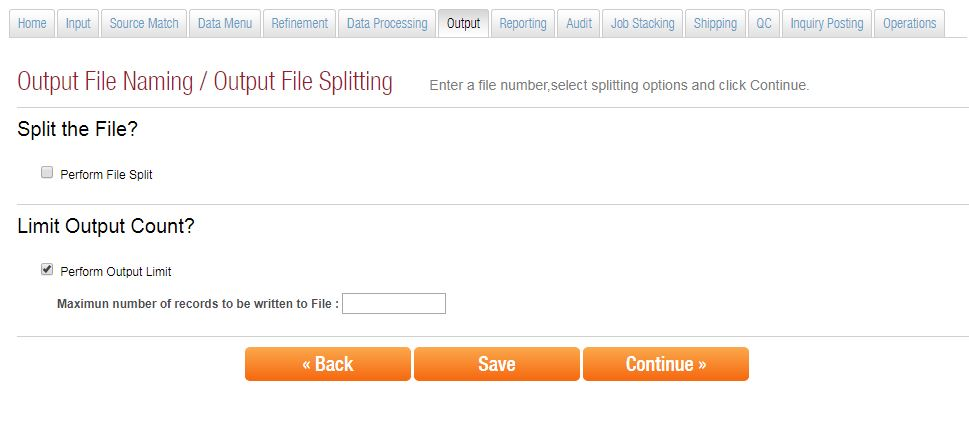 Home Input Source Match Data Menu Refinement Data Processing Output Reporting Audit Job Stacking Shipping QC Inquiry Posting Operations
Output File Naming / Output File Splitting Enter a file number,select splitting options and click Continue.
Split the File?
Perform File Split
Limit Output Count?
Perform Output Limit
Maximun number of records to be written to File :
« Back Save Continue »